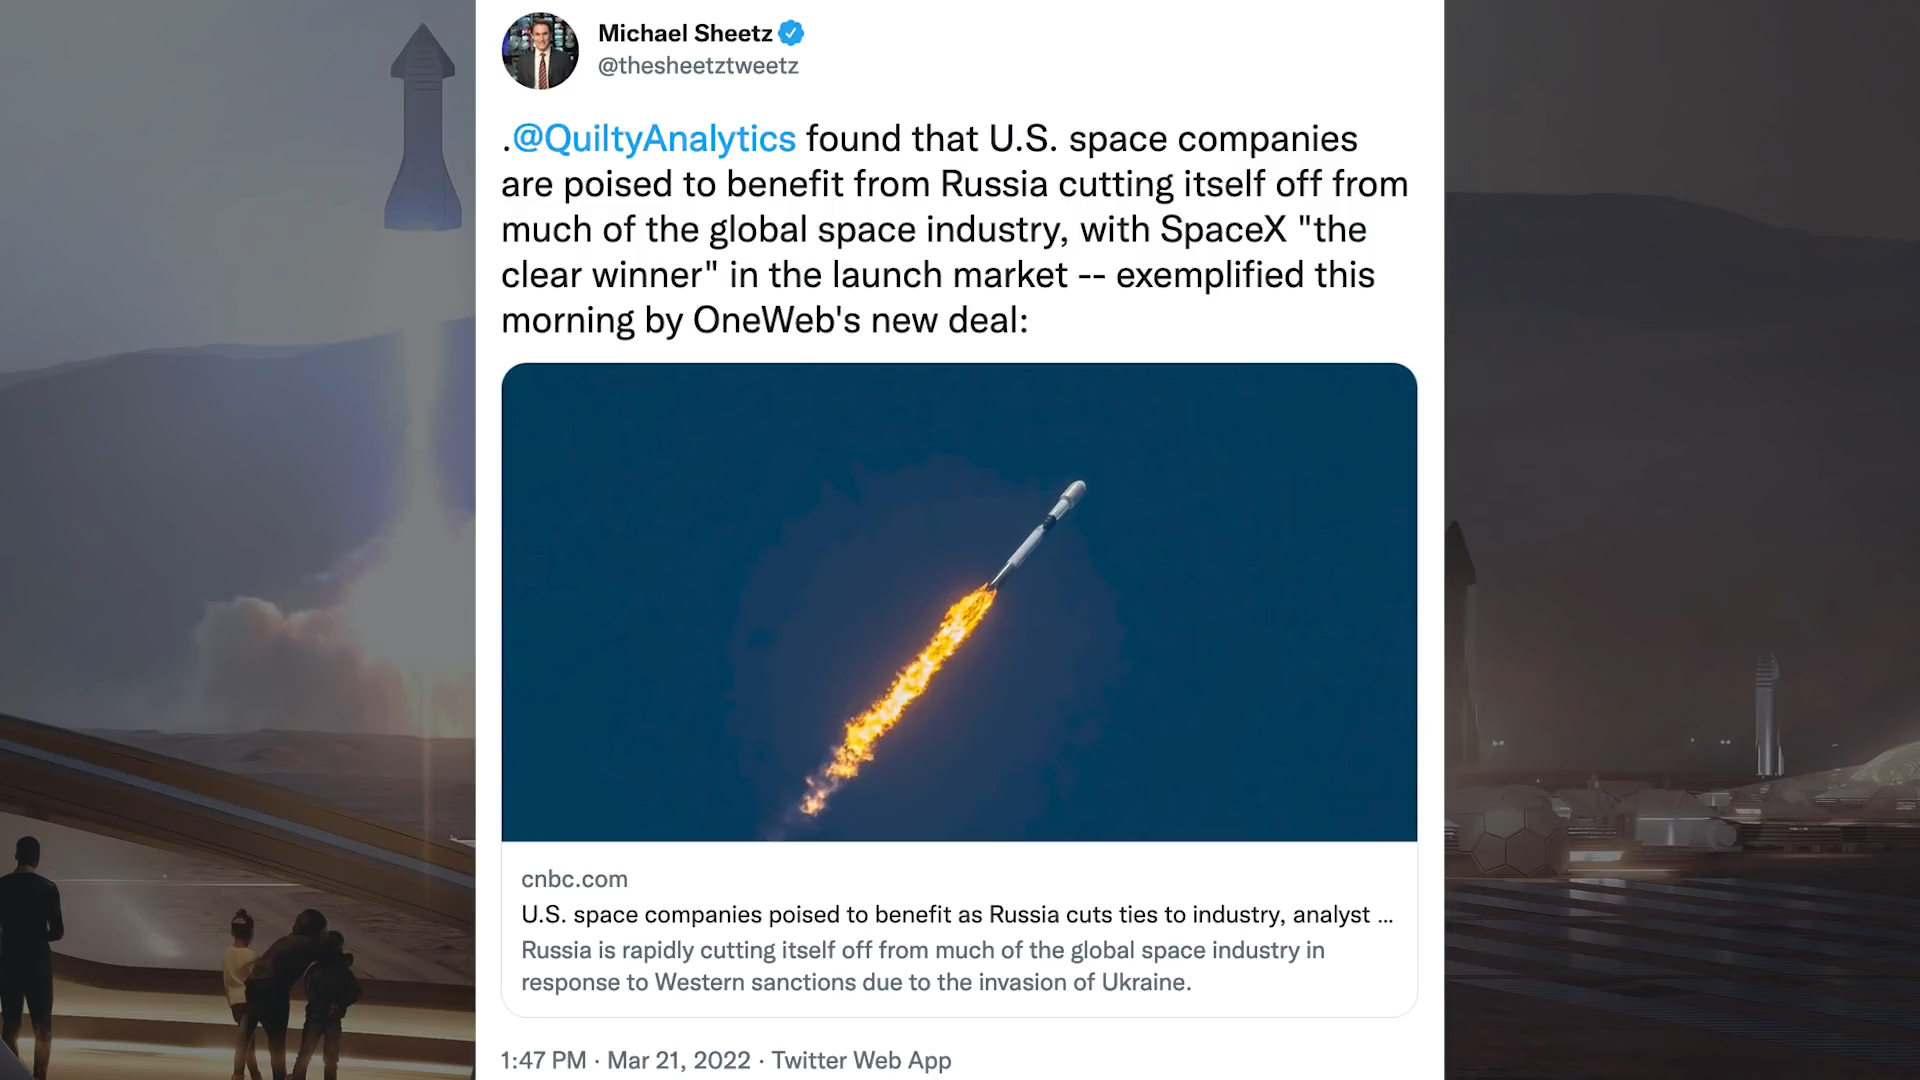 Michael Sheetz
@thesheetztweetz
.@QuiltyAnalytics found that U.S. space companies
are poised to benefit from Russia cutting itself off from
much of the global space industry, with SpaceX "the
clear winner" in the launch market -- exemplified this
morning by OneWeb's new deal:
cnbc.com
U.S. space companies poised to benefit as Russia cuts ties to industry, analyst ...
Russia is rapidly cutting itself off from much of the global space industry in
response to Western sanctions due to the invasion of Ukraine.
1:47 PM · Mar 21, 2022 · Twitter Web App